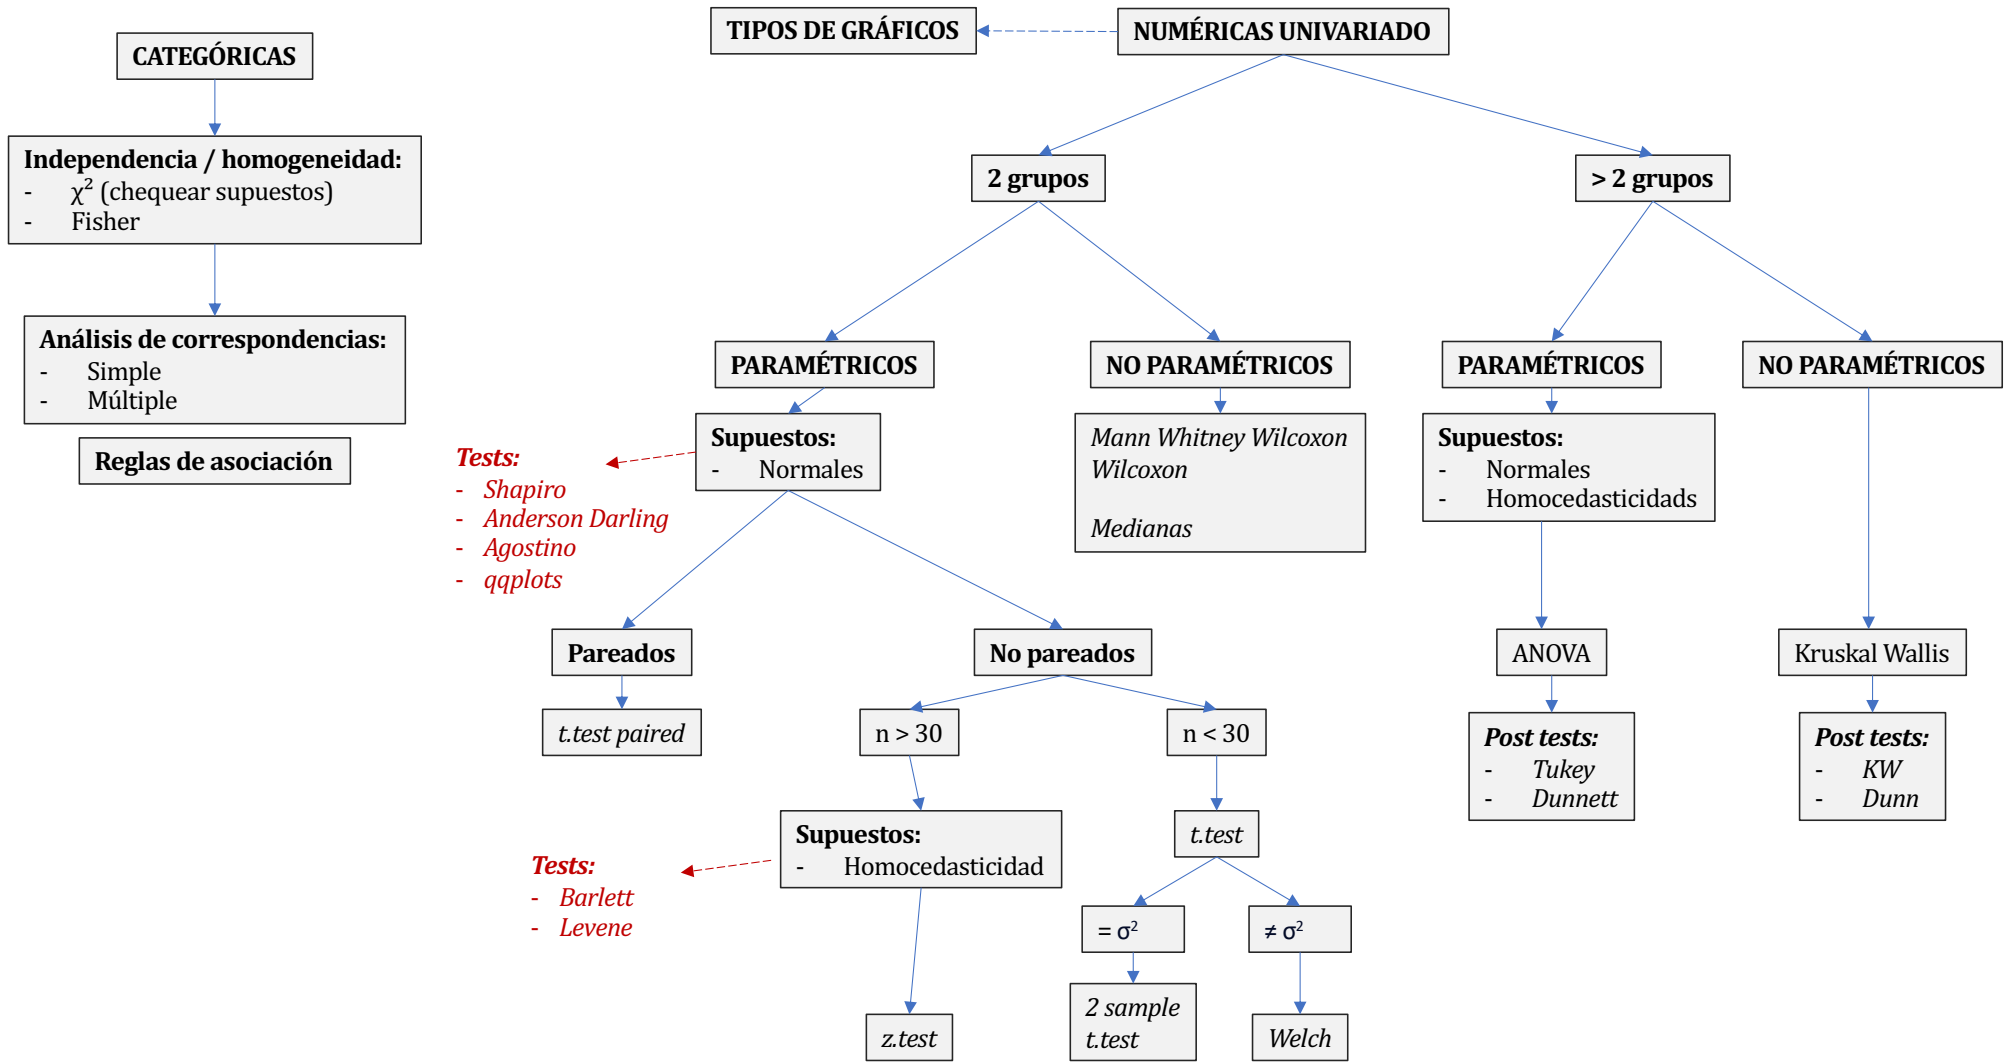 CATEGÓRICAS
Independencia / homogeneidad:
- χ² (chequear supuestos)
- Fisher
Análisis de correspondencias:
- Simple
- Múltiple
Reglas de asociación
TIPOS DE GRÁFICOS
NUMÉRICAS UNIVARIADO
2 grupos
> 2 grupos
PARAMÉTRICOS
NO PARAMÉTRICOS
PARAMÉTRICOS
NO PARAMÉTRICOS
Supuestos:
- Normales
Tests:
- Shapiro
- Anderson Darling
- Agostino
- qqplots
Mann Whitney Wilcoxon
Wilcoxon
Medianas
Supuestos:
- Normales
- Homocedasticidads
Pareados
No pareados
ANOVA
Kruskal Wallis
t.test paired
n > 30
n < 30
Post tests:
- Tukey
- Dunnett
Post tests:
- KW
- Dunn
Supuestos:
- Homocedasticidad
Tests:
- Barlett
- Levene
t.test
= σ²
≠ σ²
z.test
2 sample
t.test
Welch